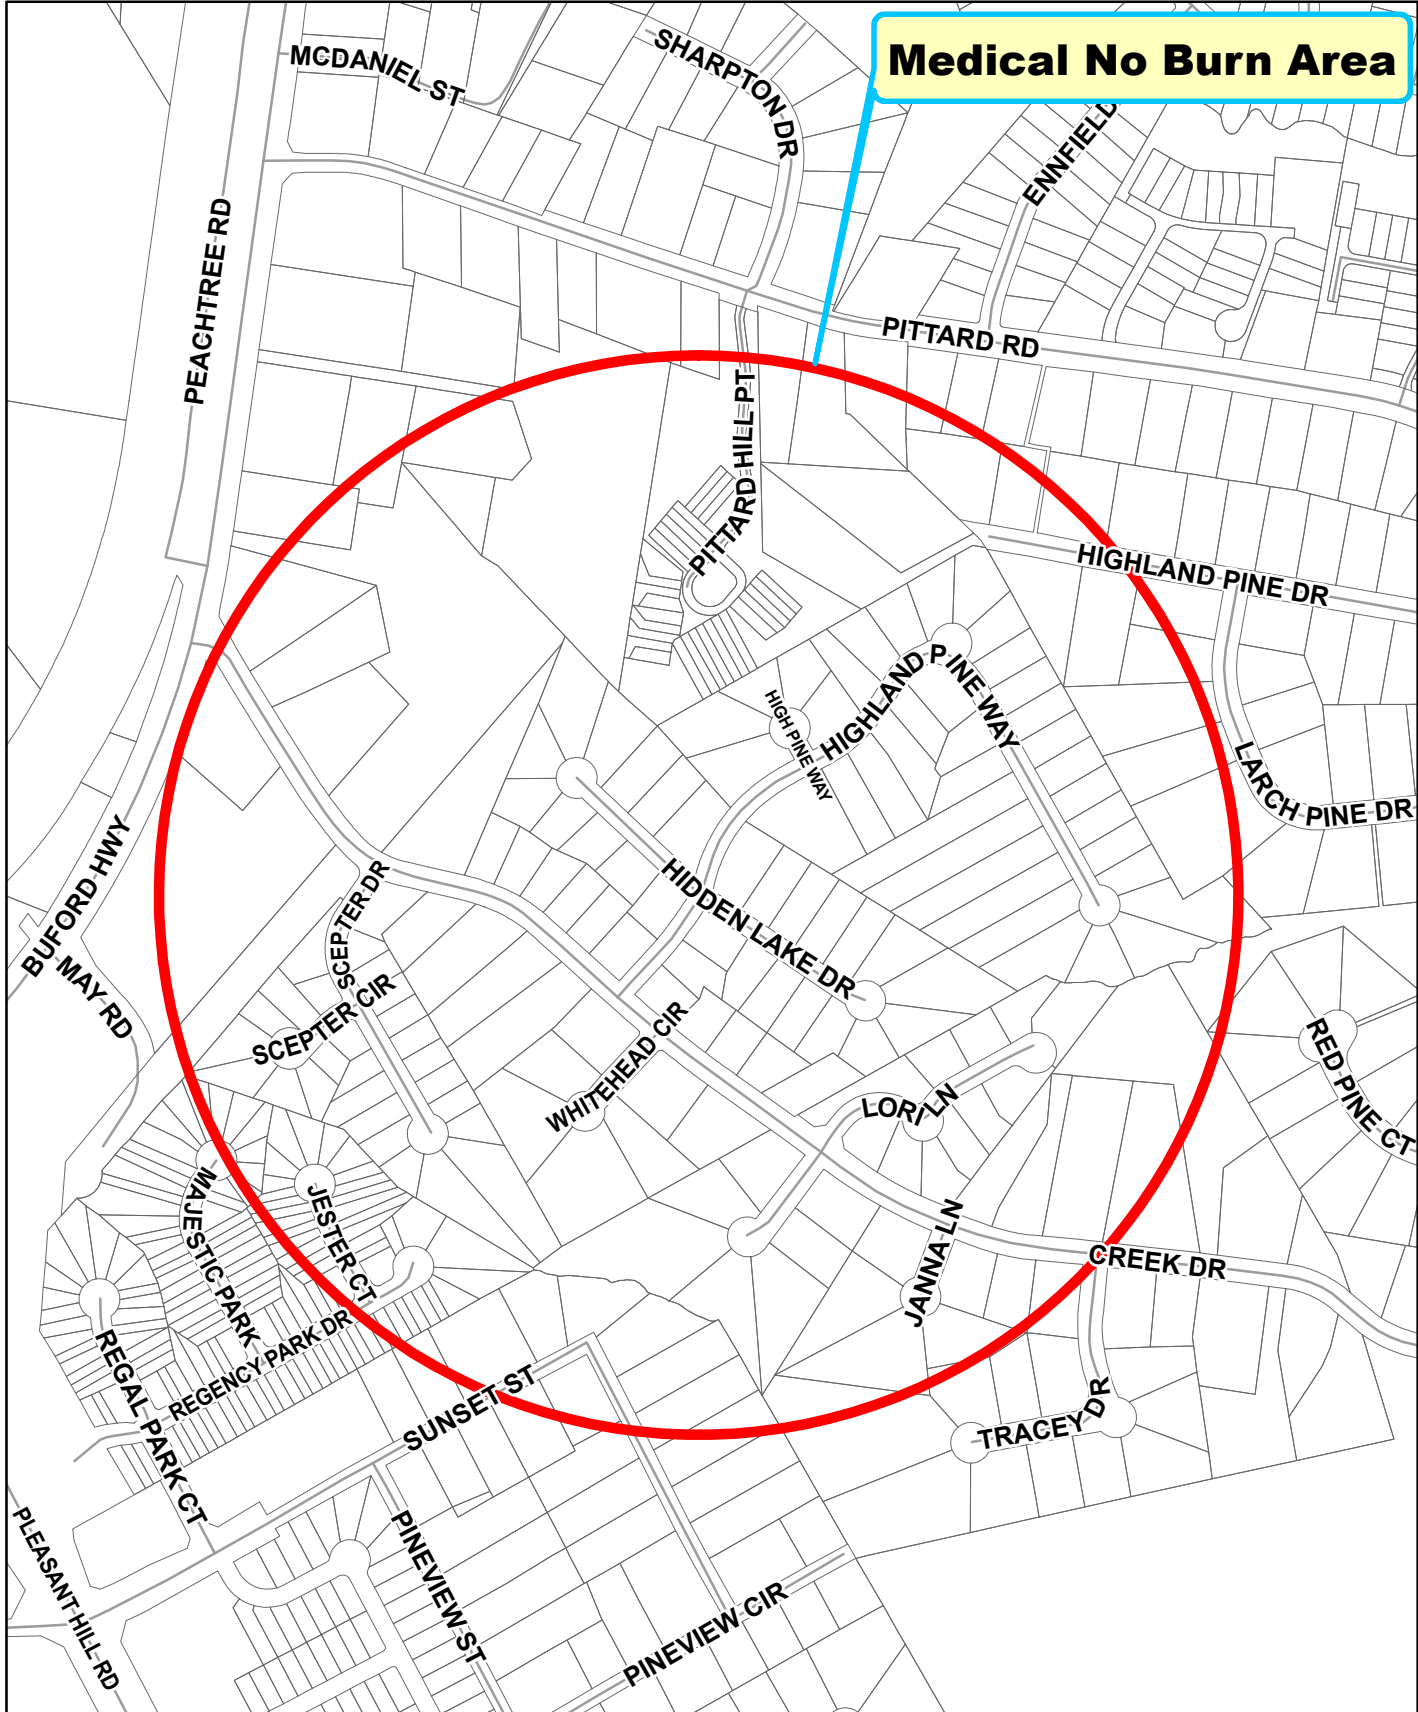 Medical No Burn Area
MCDANIEL ST
SHARPTON DR
ENNFIELD
PEACHTREE RD
PITTARD RD
PITTARD HILL PT
HIGHLAND PINE DR
HIGHLAND PINE WAY
HIGH PINE WAY
LARCH PINE DR
BUFORD HWY
SCEPTER DR
HIDDEN LAKE DR
MAY RD
SCEPTER CIR
WHITEHEAD CIR
RED PINE CT
LORI LN
MAJESTIC PARK
JESTER CT
JANNA LN
CREEK DR
REGENCY PARK DR
REGAL PARK CT
SUNSET ST
TRACEY DR
PLEASANT HILL RD
PINEVIEW ST
PINEVIEW CIR